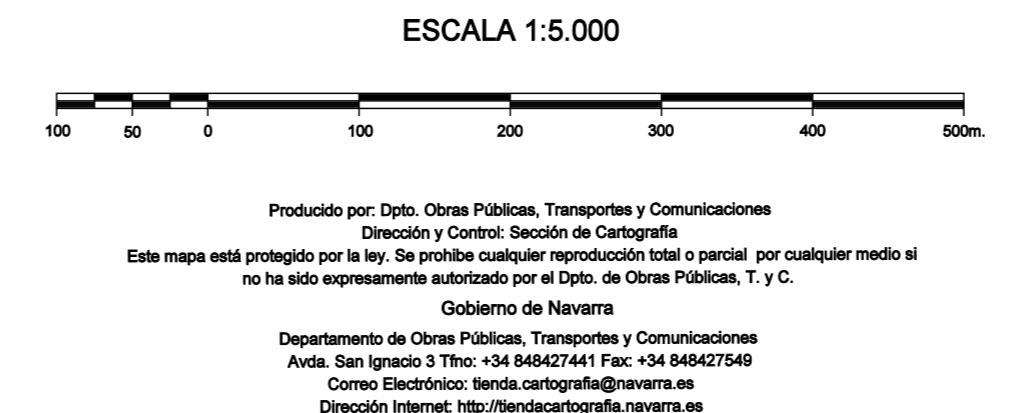 ESCALA 1:5.000
100 50 0 100 200 300 400 500m.
Producido por: Dpto. Obras Públicas, Transportes y Comunicaciones
Dirección y Control: Sección de Cartografía
Este mapa está protegido por la ley. Se prohibe cualquier reproducción total o parcial por cualquier medio si
no ha sido expresamente autorizado por el Dpto. de Obras Públicas, T. y C.
Gobierno de Navarra
Departamento de Obras Públicas, Transportes y Comunicaciones
Avda. San Ignacio 3 Tfno: +34 848427441 Fax: +34 848427549
Correo Electrónico: tienda.cartografia@navarra.es
Dirección Internet: http://tiendacartografia.navarra.es